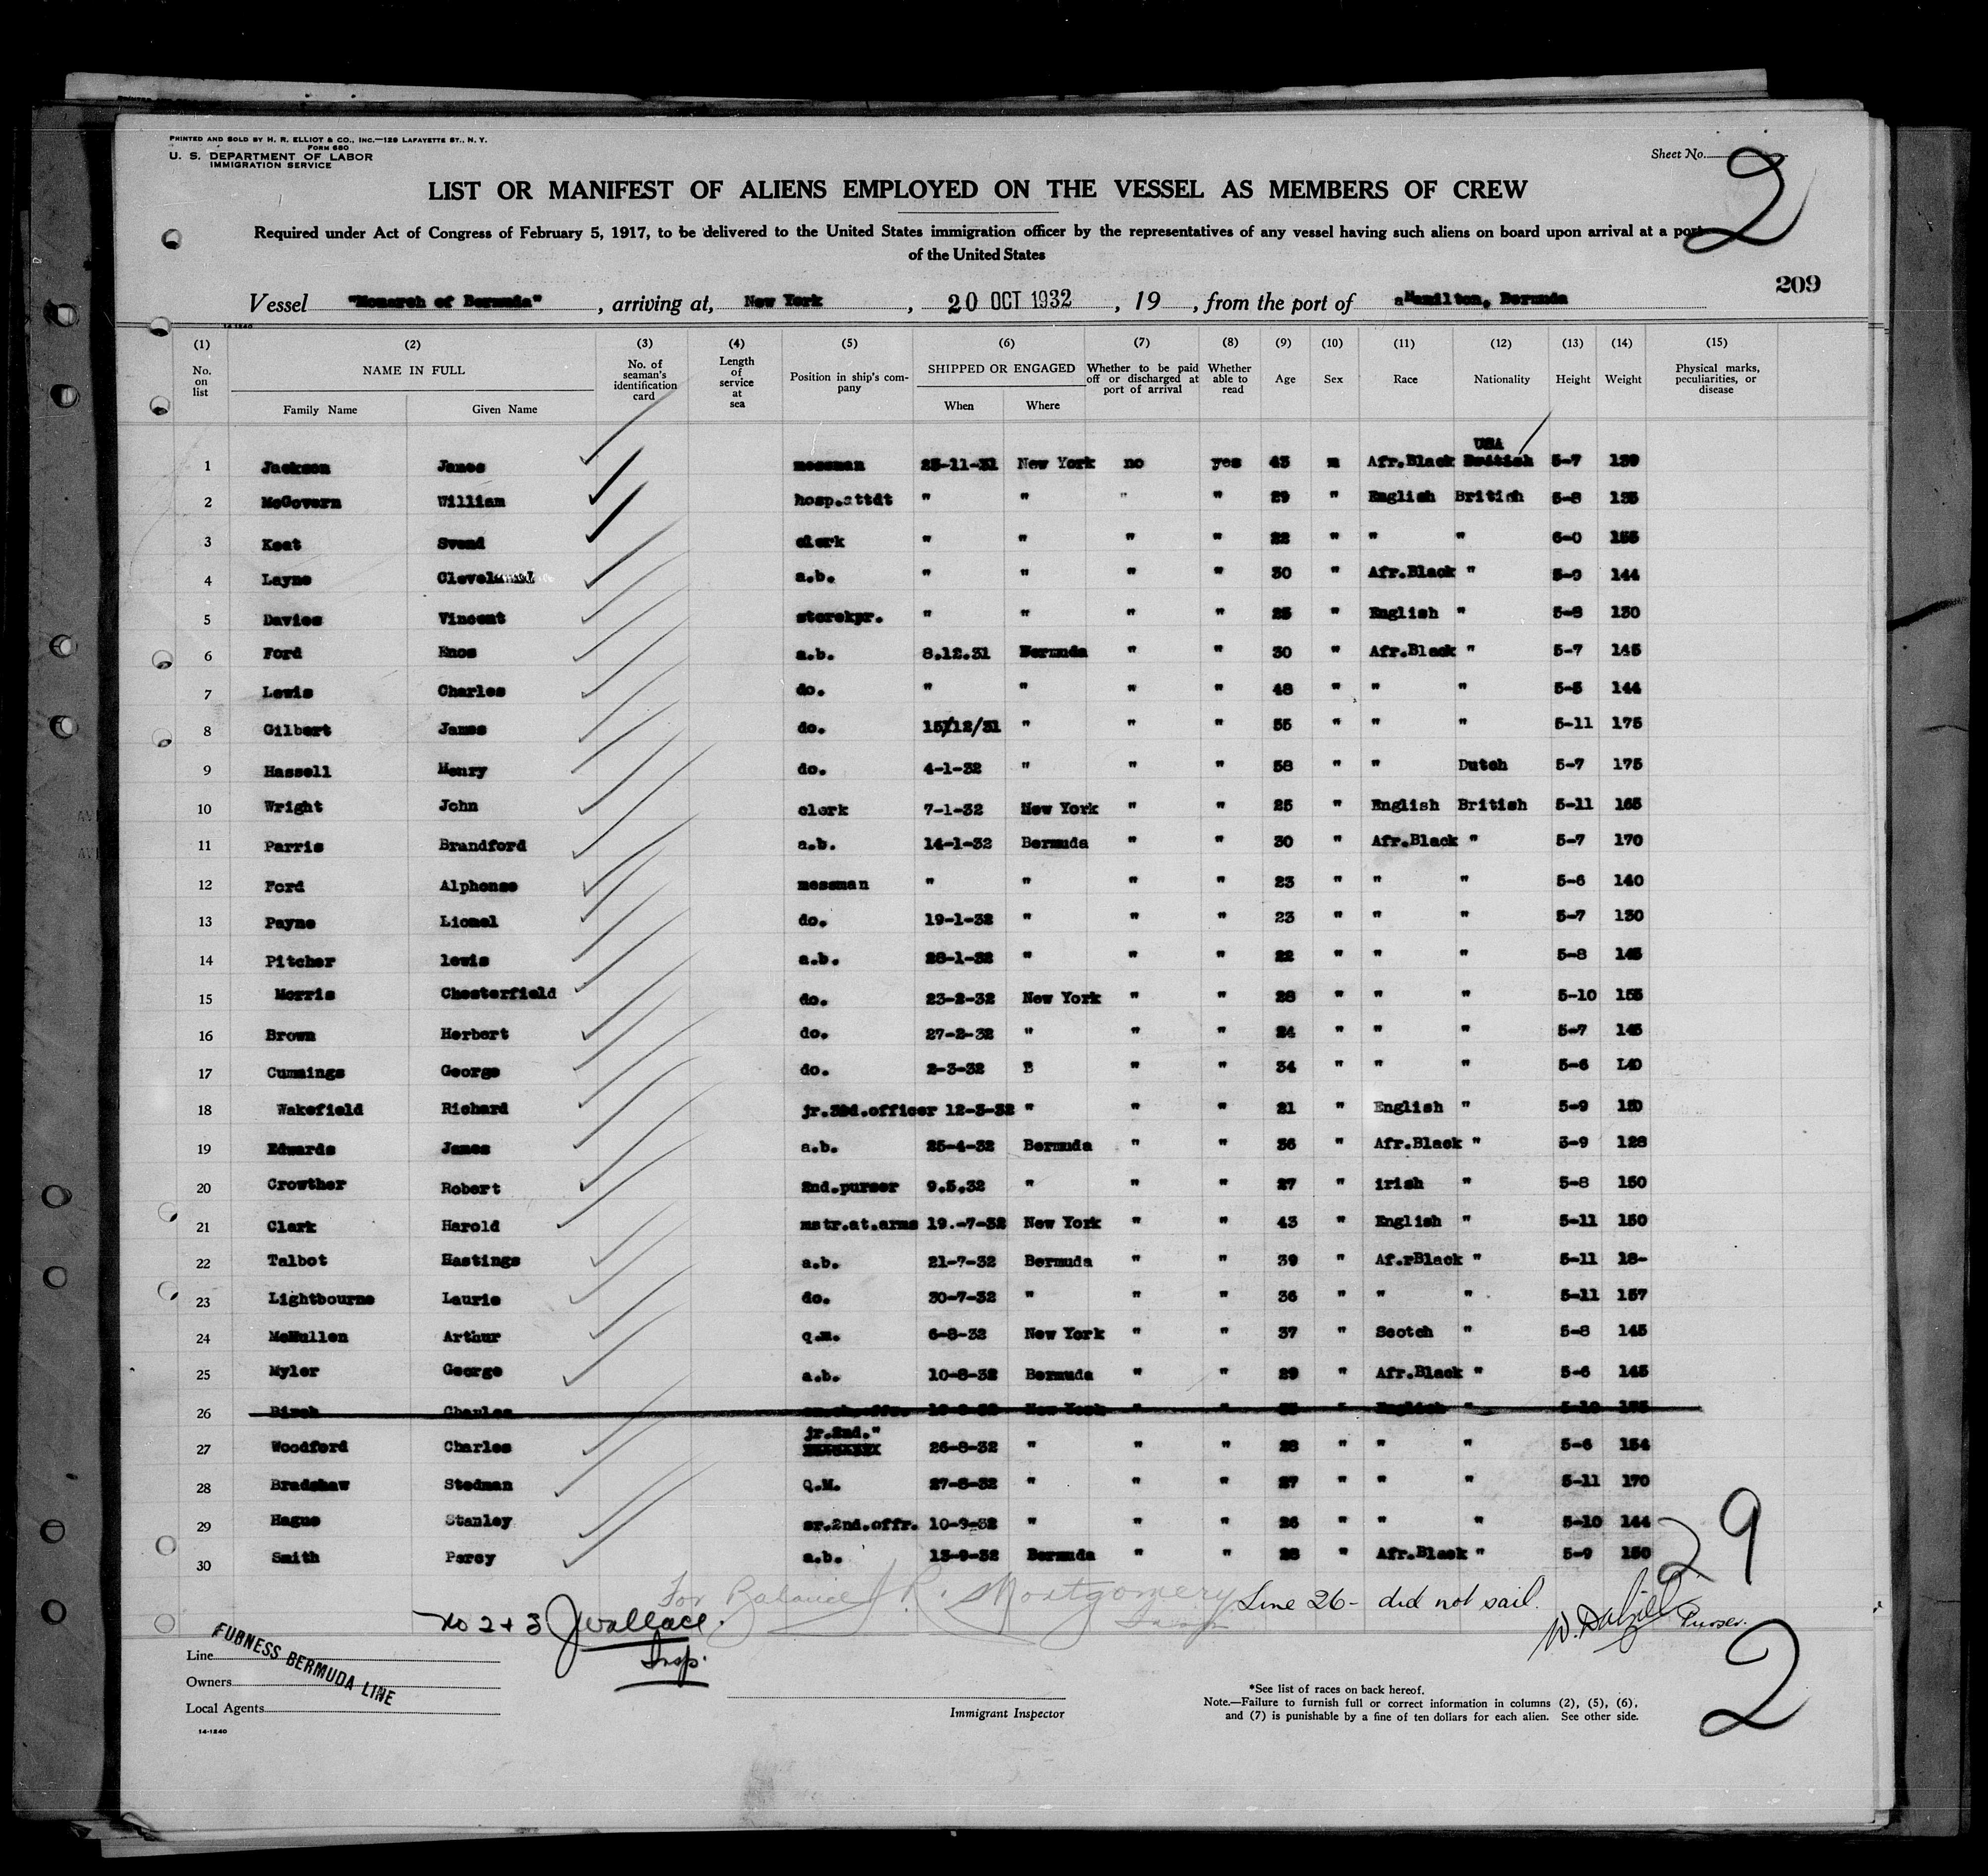 PRINTED AND SOLD BY H. R. ELLIOT & CO., INC.—129 LAFAYETTE ST., N. Y.
FORM 680
U. S. DEPARTMENT OF LABOR
IMMIGRATION SERVICE
Sheet No. 2
LIST OR MANIFEST OF ALIENS EMPLOYED ON THE VESSEL AS MEMBERS OF CREW
Required under Act of Congress of February 5, 1917, to be delivered to the United States immigration officer by the representatives of any vessel having such aliens on board upon arrival at a port
of the United States
209
Vessel "Monarch of Bermuda", arriving at, New York, 20 OCT 1932, 19, from the port of aHamilton, Bermuda
14-1240
(1) (2) (3) (4) (5) (6) (7) (8) (9) (10) (11) (12) (13) (14) (15)
No. on list NAME IN FULL Family Name Given Name No. of seaman's identification card Length of service at sea Position in ship's company SHIPPED OR ENGAGED When Where Whether to be paid off or discharged at port of arrival Whether able to read Age Sex Race Nationality Height Weight Physical marks, peculiarities, or disease
USA
1 Jackson James messman 25-11-31 New York no yes 43 m Afr.Black British 5-7 139
2 McGovern William hosp.attdt " " " " 29 " English British 5-8 135
3 Keat Svend clerk " " " " 22 " " " 6-0 155
4 Layne Cleveland a.b. " " " " 30 " Afr.Black " 5-9 144
5 Davies Vincent storekpr. " " " " 25 " English " 5-8 130
6 Ford Enos a.b. 8.12.31 Bermuda " " 30 " Afr.Black " 5-7 145
7 Lewis Charles do. " " " " 48 " " " 5-5 144
8 Gilbert James do. 15/12/31 " " " 55 " " " 5-11 175
9 Hassell Henry do. 4-1-32 " " " 58 " " Dutch 5-7 175
10 Wright John clerk 7-1-32 New York " " 25 " English British 5-11 165
11 Parris Brandford a.b. 14-1-32 Bermuda " " 30 " Afr.Black " 5-7 170
12 Ford Alphonso messman " " " " 23 " " " 5-6 140
13 Payne Lionel do. 19-1-32 " " " 23 " " " 5-7 130
14 Pitcher lewis a.b. 28-1-32 " " " 22 " " " 5-8 145
15 Morris Chesterfield do. 23-2-32 New York " " 28 " " " 5-10 155
16 Brown Herbert do. 27-2-32 " " " 24 " " " 5-7 145
17 Cummings George do. 2-3-32 B " " 34 " " " 5-6 140
18 Wakefield Richard jr.3rd.officer 12-3-32 " " " 21 " English " 5-9 150
19 Edwards James a.b. 25-4-32 Bermuda " " 36 " Afr.Black " 5-9 128
20 Crowther Robert 2nd.purser 9.5.32 " " " 27 " irish " 5-8 150
21 Clark Harold mstr.at.arms 19.-7-32 New York " " 43 " English " 5-11 150
22 Talbot Hastings a.b. 21-7-32 Bermuda " " 39 " Af.rBlack " 5-11 18-
23 Lightbourne Laurie do. 30-7-32 " " " 36 " " " 5-11 157
24 McMullen Arthur q.m. 6-8-32 New York " " 37 " Scotch " 5-8 145
25 Myler George a.b. 10-8-32 Bermuda " " 29 " Afr.Black " 5-6 145
26 Birch Charles New York " " " English " 5-10
27 Woodford Charles jr.2nd." 26-8-32 " " " 28 " " " 5-6 154
28 Bradshaw Stedman Q.M. 27-8-32 " " " 27 " " " 5-11 170
29 Hague Stanley sr.2nd.offr. 10-9-32 " " " 26 " " " 5-10 144
30 Smith Percy a.b. 13-9-32 Bermuda " " 28 " Afr.Black " 5-9 150
29
For Balance J R. Montgomery
Line 26- did not sail.
W. Dalziel Purser.
No 2 + 3 J Wallace.
Insp.
2
Line FURNESS BERMUDA LINE
Owners
Local Agents
14-1240
Immigrant Inspector
*See list of races on back hereof.
Note.—Failure to furnish full or correct information in columns (2), (5), (6),
and (7) is punishable by a fine of ten dollars for each alien. See other side.